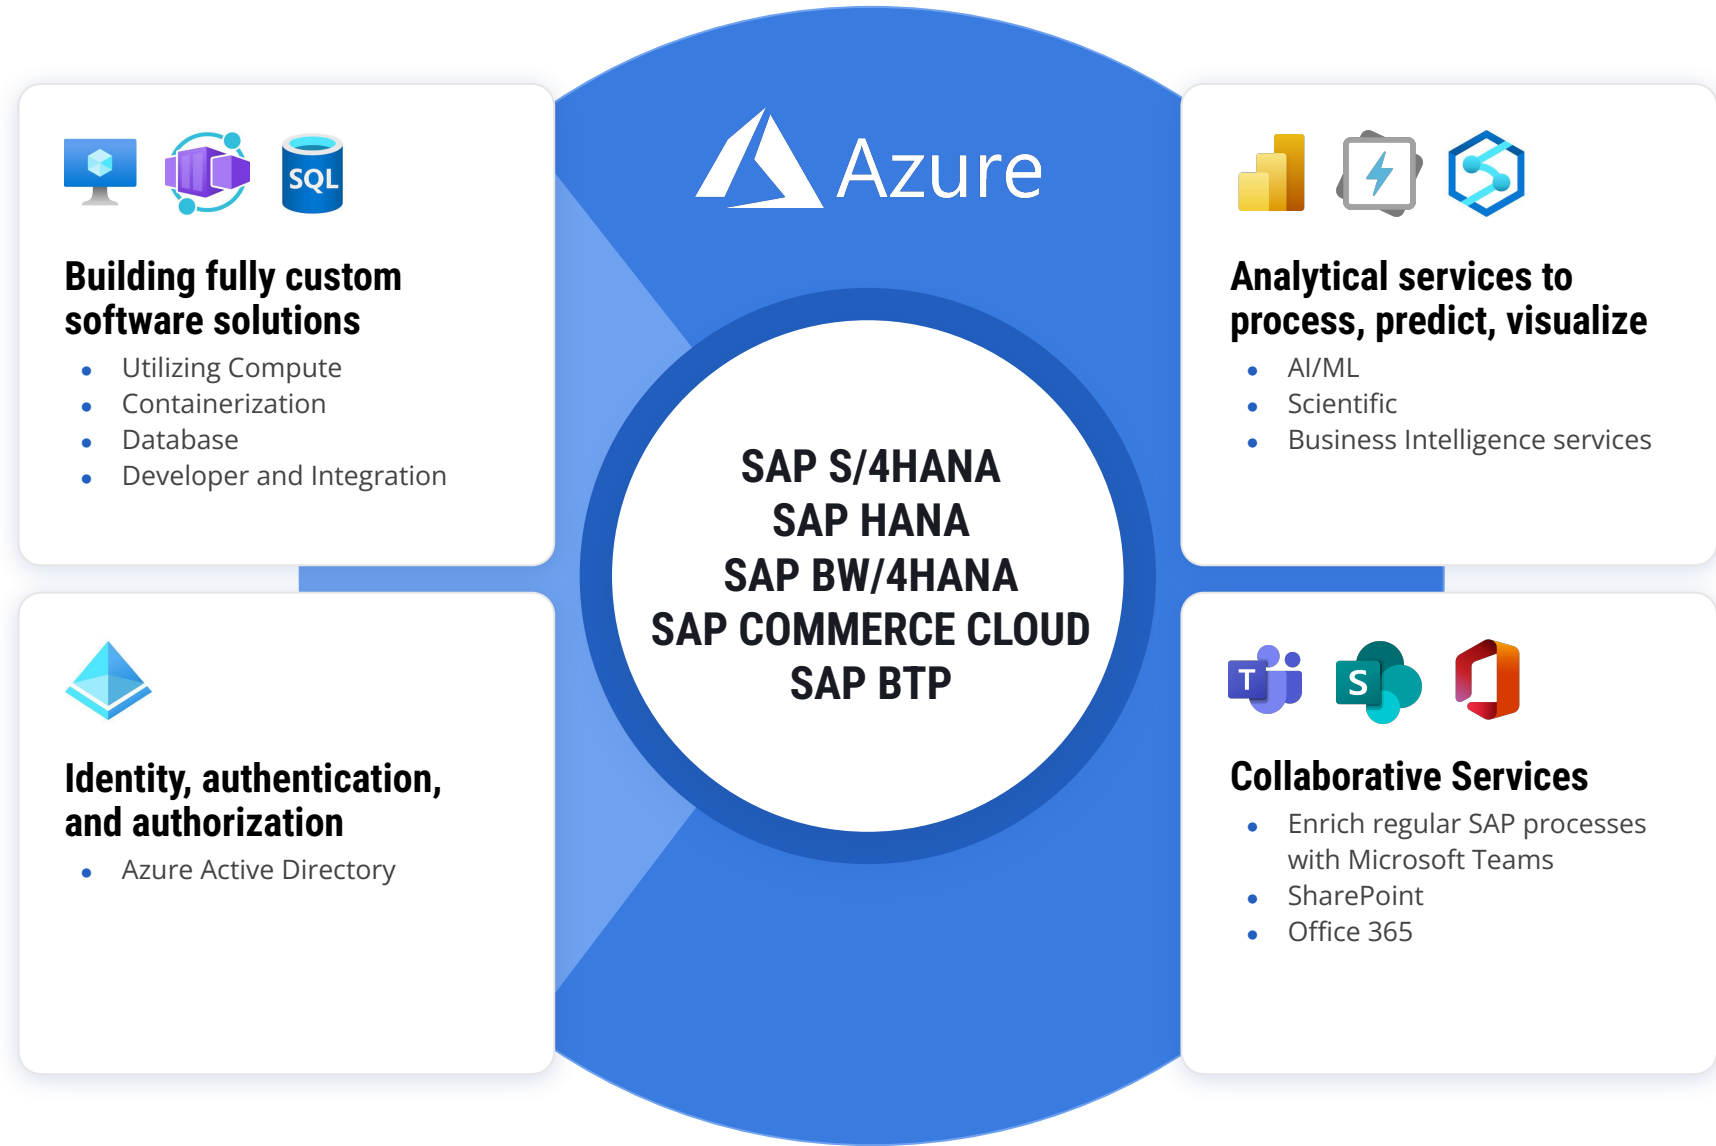 Azure
SQL
Building fully custom
software solutions
• Utilizing Compute
• Containerization
• Database
• Developer and Integration
Analytical services to
process, predict, visualize
• AI/ML
• Scientific
• Business Intelligence services
SAP S/4HANA
SAP HANA
SAP BW/4HANA
SAP COMMERCE CLOUD
SAP BTP
Identity, authentication,
and authorization
• Azure Active Directory
T
S
Collaborative Services
• Enrich regular SAP processes
with Microsoft Teams
• SharePoint
• Office 365